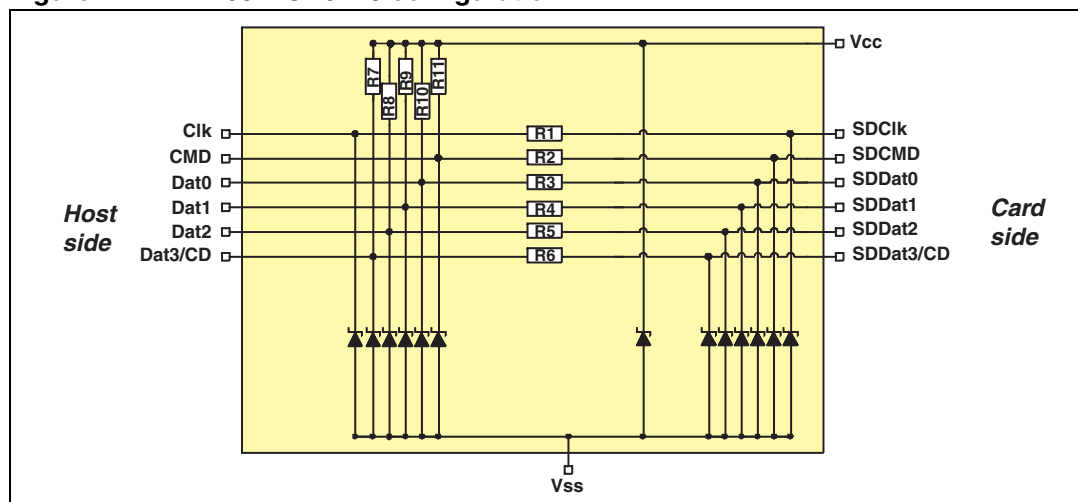 Vcc
R7
R8
R9
R10
R11
Clk R1 SDClk
CMD R2 SDCMD
Dat0 R3 SDDat0
Dat1 R4 SDDat1
Dat2 R5 SDDat2
Dat3/CD R6 SDDat3/CD
Host
side
Card
side
Vss